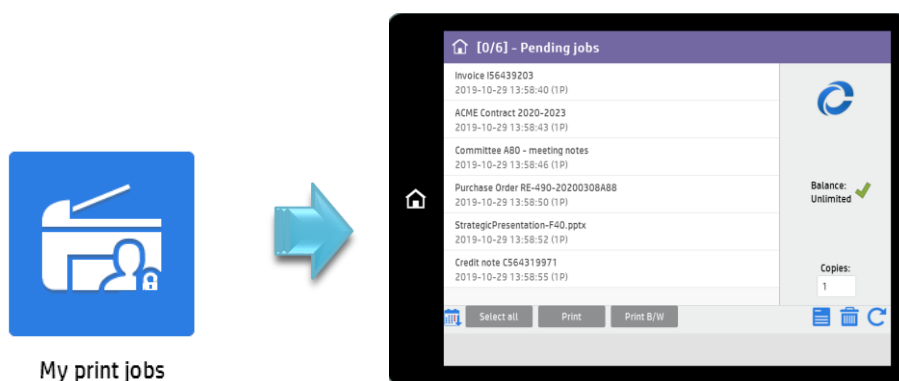 My print jobs
[0/6] - Pending jobs
Invoice I56439203
2019-10-29 13:58:40 (1P)
ACME Contract 2020-2023
2019-10-29 13:58:43 (1P)
Committee A80 - meeting notes
2019-10-29 13:58:46 (1P)
Purchase Order RE-490-20200308A88
2019-10-29 13:58:50 (1P)
StrategicPresentation-F40.pptx
2019-10-29 13:58:52 (1P)
Credit note C564319971
2019-10-29 13:58:55 (1P)
Balance:
Unlimited
Copies:
1
Select all Print Print B/W